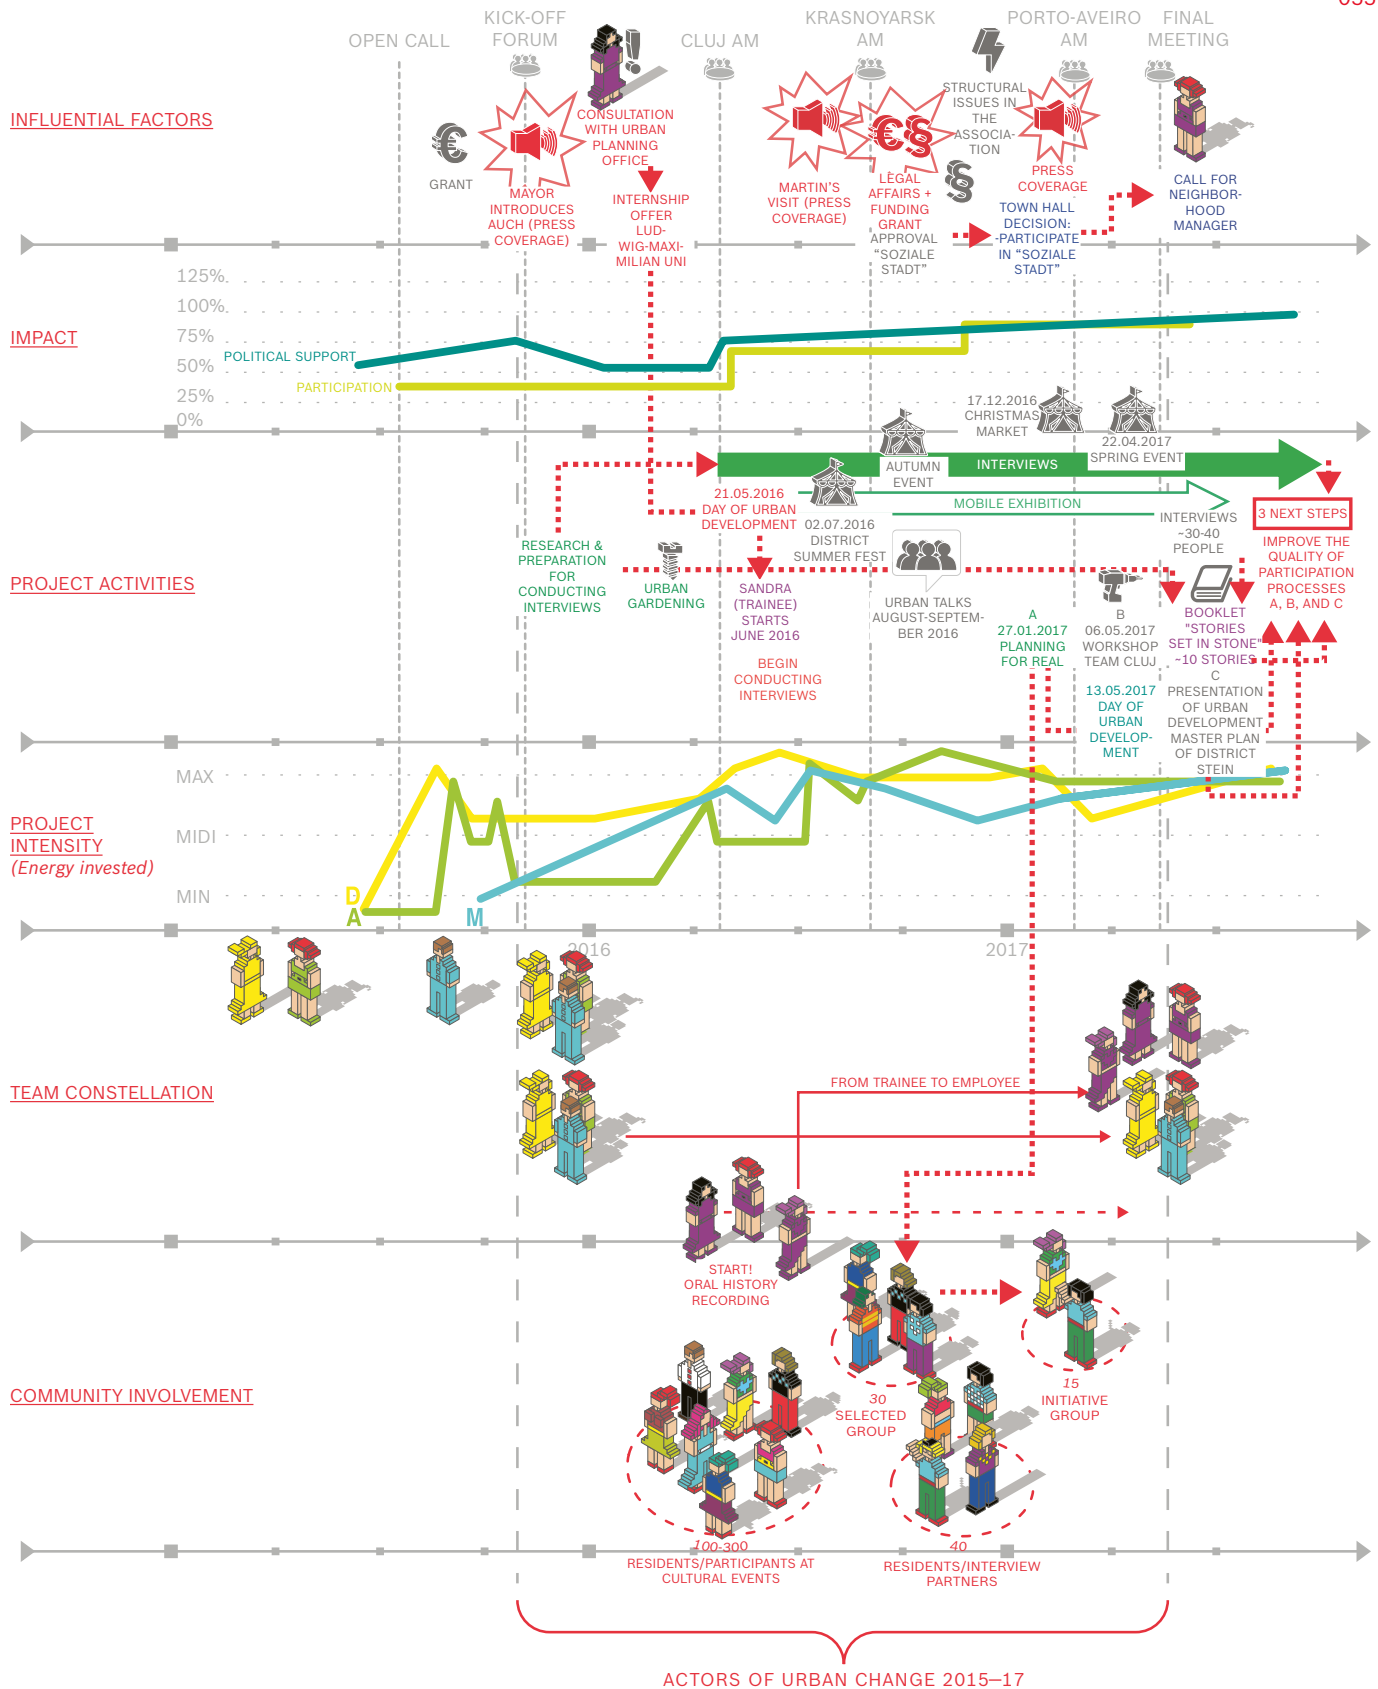 KICK-OFF
FORUM
KRASNOYARSK
AM
PORTO-AVEIRO
AM
FINAL
MEETING
OPEN CALL
CLUJ AM
INFLUENTIAL FACTORS
GRANT
MAYOR
INTRODUCES
AUCH (PRESS
COVERAGE)
CONSULTATION
WITH URBAN
PLANNING
OFFICE
INTERNSHIP
OFFER
LUD-
WIG-MAXI-
MILIAN UNI
MARTIN'S
VISIT (PRESS
COVERAGE)
LEGAL
AFFAIRS +
FUNDING
GRANT
APPROVAL
"SOZIALE
STADT"
STRUCTURAL
ISSUES IN
THE
ASSOCIA-
TION
PRESS
COVERAGE
TOWN HALL
DECISION:
-PARTICIPATE
IN "SOZIALE
STADT"
CALL FOR
NEIGHBOR-
HOOD
MANAGER
IMPACT
125%
100%
75%
50%
25%
0%
POLITICAL SUPPORT
PARTICIPATION
PROJECT ACTIVITIES
17.12.2016
CHRISTMAS
MARKET
22.04.2017
SPRING EVENT
AUTUMN
EVENT
INTERVIEWS
MOBILE EXHIBITION
21.05.2016
DAY OF URBAN
DEVELOPMENT
02.07.2016
DISTRICT
SUMMER FEST
INTERVIEWS
~30-40
PEOPLE
3 NEXT STEPS
IMPROVE THE
QUALITY OF
PARTICIPATION
PROCESSES
A, B, AND C
RESEARCH &
PREPARATION
FOR
CONDUCTING
INTERVIEWS
URBAN
GARDENING
SANDRA
(TRAINEE)
STARTS
JUNE 2016
BEGIN
CONDUCTING
INTERVIEWS
URBAN TALKS
AUGUST-SEPTEM-
BER 2016
A
27.01.2017
PLANNING
FOR REAL
B
06.05.2017
WORKSHOP
TEAM CLUJ
13.05.2017
DAY OF
URBAN
DEVELOP-
MENT
BOOKLET
"STORIES
SET IN STONE"
~10 STORIES
C
PRESENTATION
OF URBAN
DEVELOPMENT
MASTER PLAN
OF DISTRICT
STEIN
PROJECT
INTENSITY
(Energy invested)
MAX
MIDI
MIN
D
A
M
2016
2017
TEAM CONSTELLATION
FROM TRAINEE TO EMPLOYEE
START!
ORAL HISTORY
RECORDING
COMMUNITY INVOLVEMENT
30
SELECTED
GROUP
15
INITIATIVE
GROUP
100-300
RESIDENTS/PARTICIPANTS AT
CULTURAL EVENTS
40
RESIDENTS/INTERVIEW
PARTNERS
ACTORS OF URBAN CHANGE 2015–17